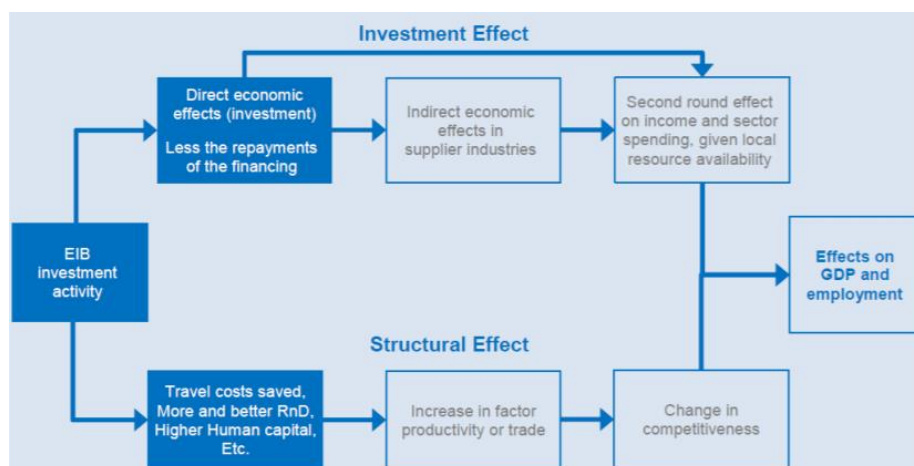 Investment Effect
Direct economic
effects (investment)
Less the repayments
of the financing
Indirect economic
effects in
supplier industries
Second round effect
on income and sector
spending, given local
resource availability
EIB
investment
activity
Effects on
GDP and
employment
Structural Effect
Travel costs saved,
More and better RnD,
Higher Human capital,
Etc.
Increase in factor
productivity or trade
Change in
competitiveness